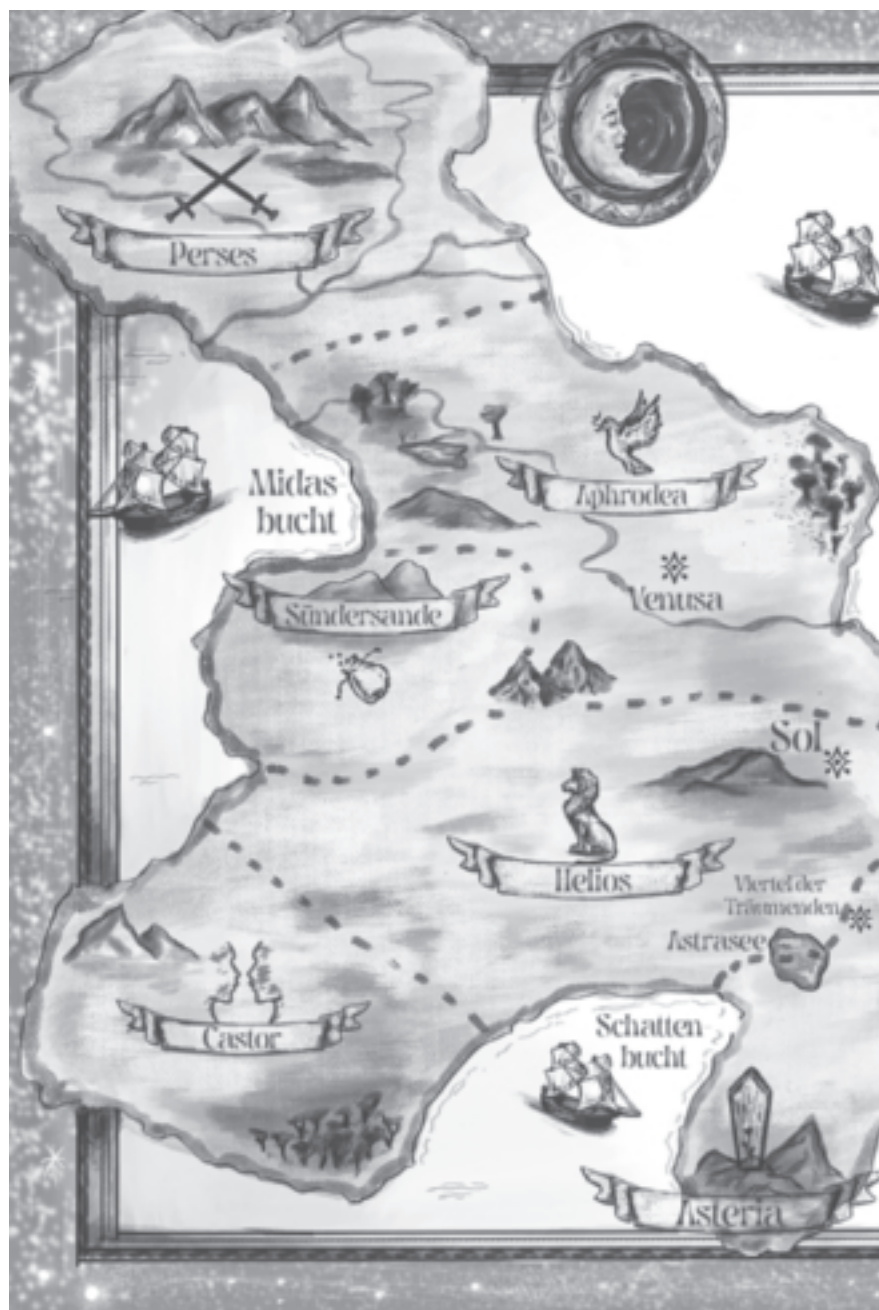 Perses
Midas
bucht
Aphrodea
Venusa
Sündersande
Sol
Helios
Viertel der
Träumenden
Astrasee
Castor
Schatten
bucht
Asteria